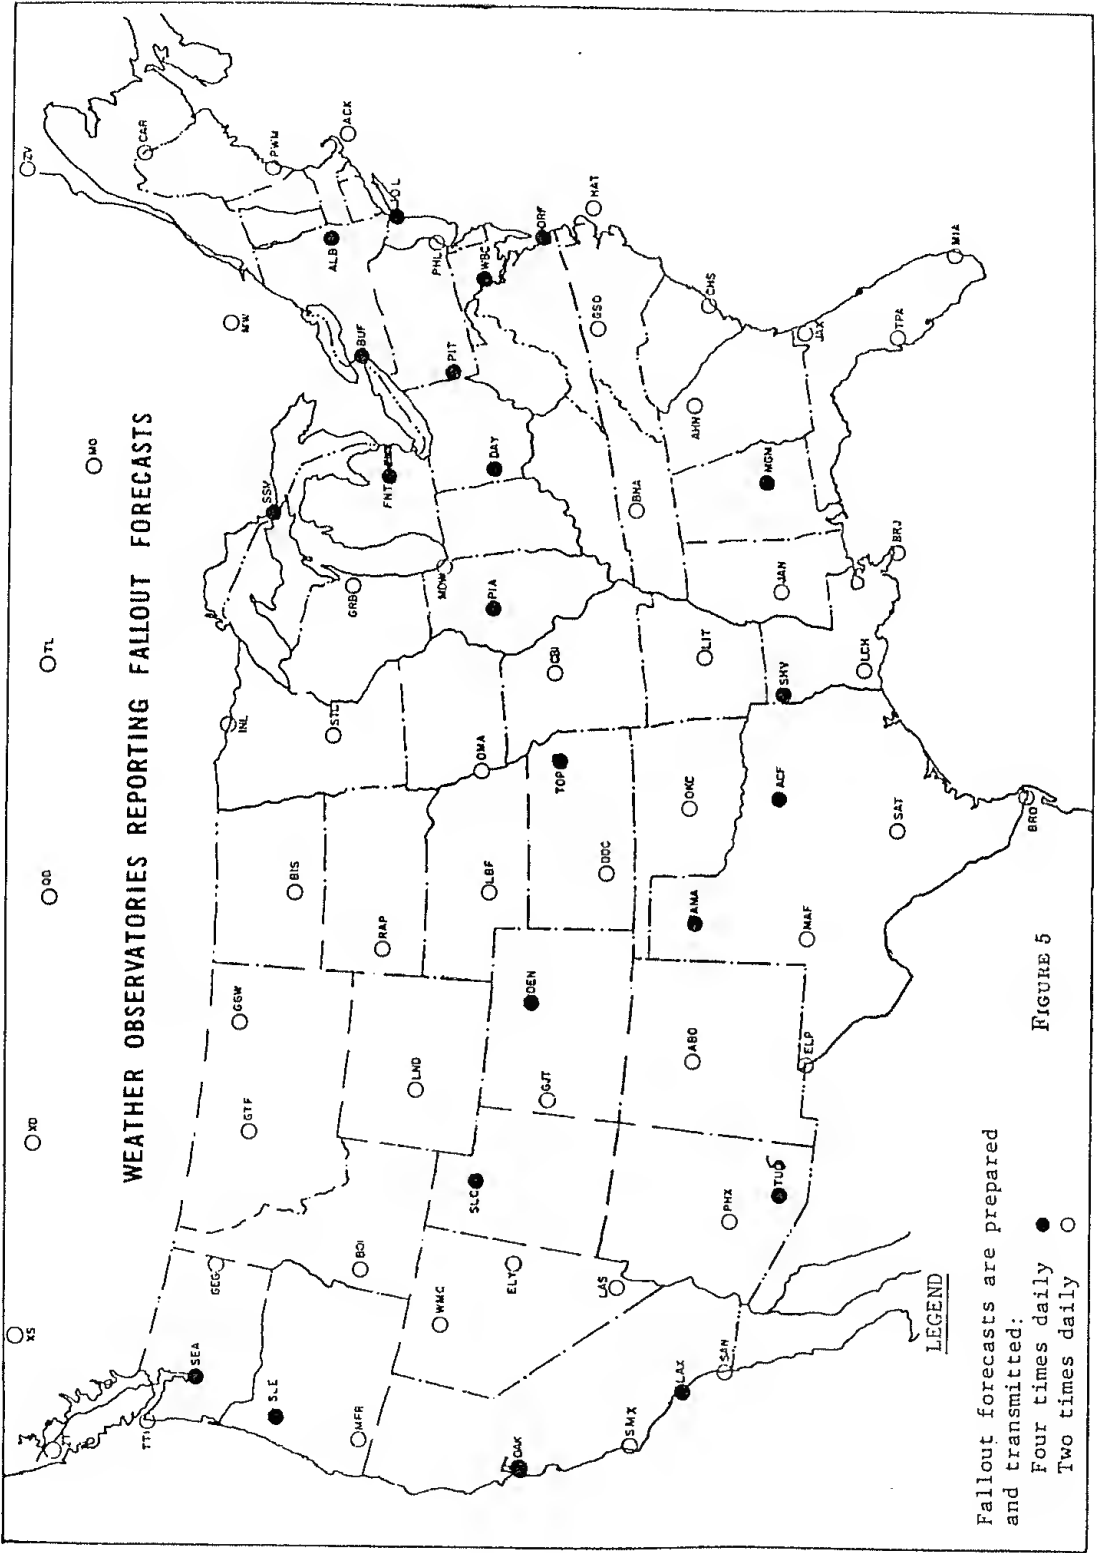 WEATHER OBSERVATORIES REPORTING FALLOUT FORECASTS
XS
XD
QD
TL
MO
ZV
ZT
TTI
SEA
GEG
GTF
GGW
BIS
INL
SSM
MW
CAR
PWM
ACK
SLE
MFR
BOI
LND
RAP
STC
GRB
FNT
BUF
ALB
IDL
WMC
SLC
LBF
OMA
MDW
PIA
DAY
PIT
PHL
WBC
ORF
HAT
OAK
ELY
GJT
DEN
TOP
CBI
GSO
SMX
LAS
DDC
BNA
LAX
SAN
PHX
ABQ
AMA
OKC
LIT
AHN
CHS
TUS
ELP
MAF
ACF
SHV
JAN
MGM
JAX
SAT
LCH
BRJ
TPA
MIA
BRO
LEGEND
Fallout forecasts are prepared
and transmitted:
Four times daily
Two times daily
FIGURE 5